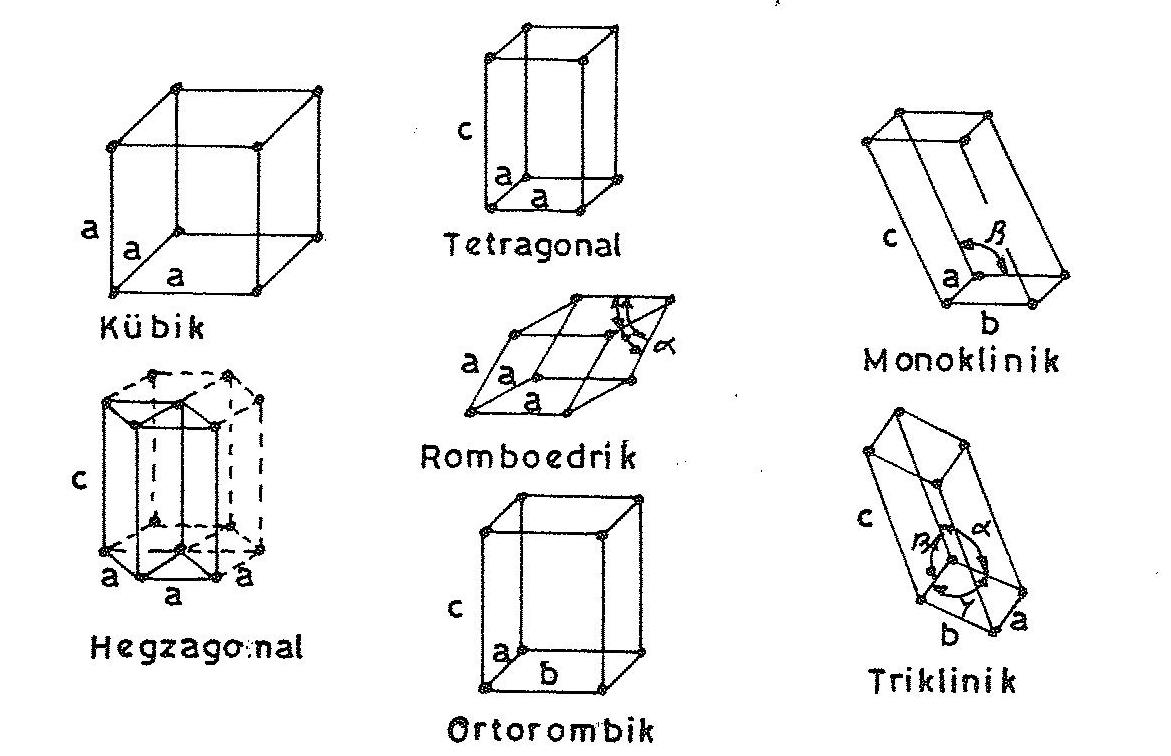 a
a
a
Kübik
c
a
a
Tetragonal
c
β
a
b
Monoklinik
α
a
a
a
Romboedrik
c
a
a
a
Hegzagonal
c
a
b
Ortorombik
c
β
α
γ
b
a
Triklinik